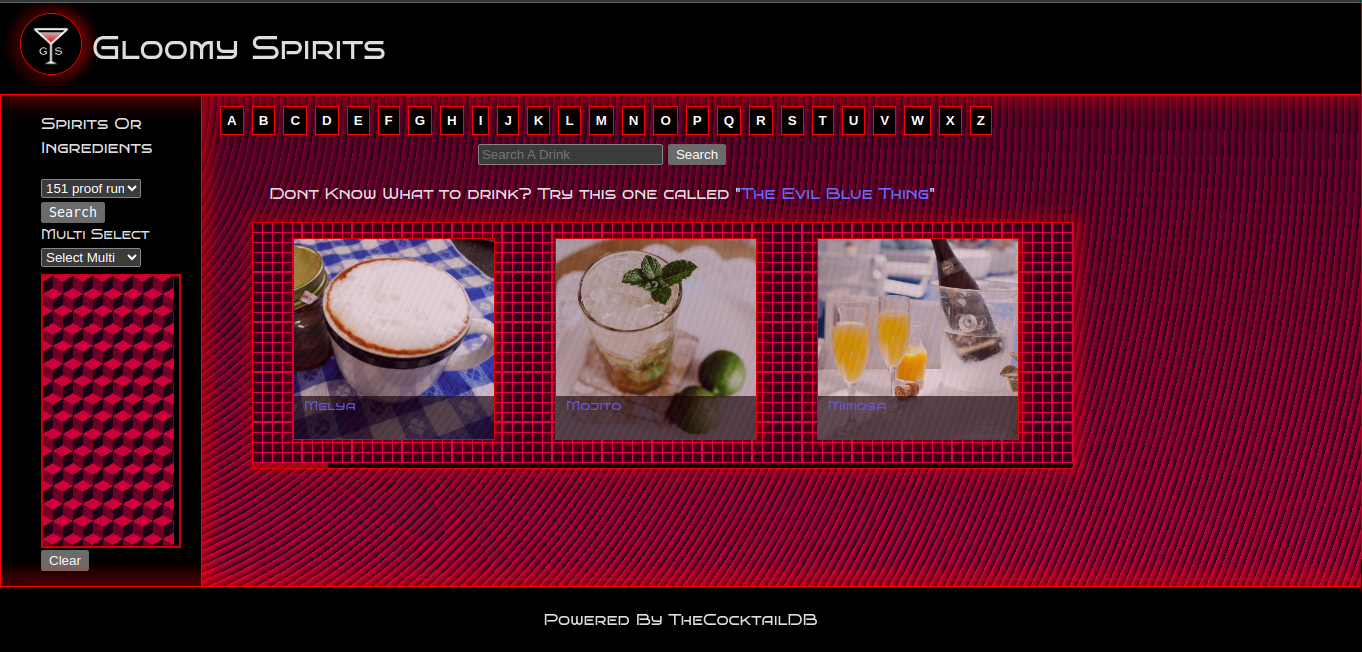 G S
Gloomy Spirits
Spirits Or
Ingredients
151 proof rum
Search
Multi Select
Select Multi
Clear
A B C D E F G H I J K L M N O P Q R S T U V W X Z
Search A Drink Search
Dont Know What to drink? Try this one called "The Evil Blue Thing"
Melya
Mojito
Mimosa
Powered By TheCocktailDB